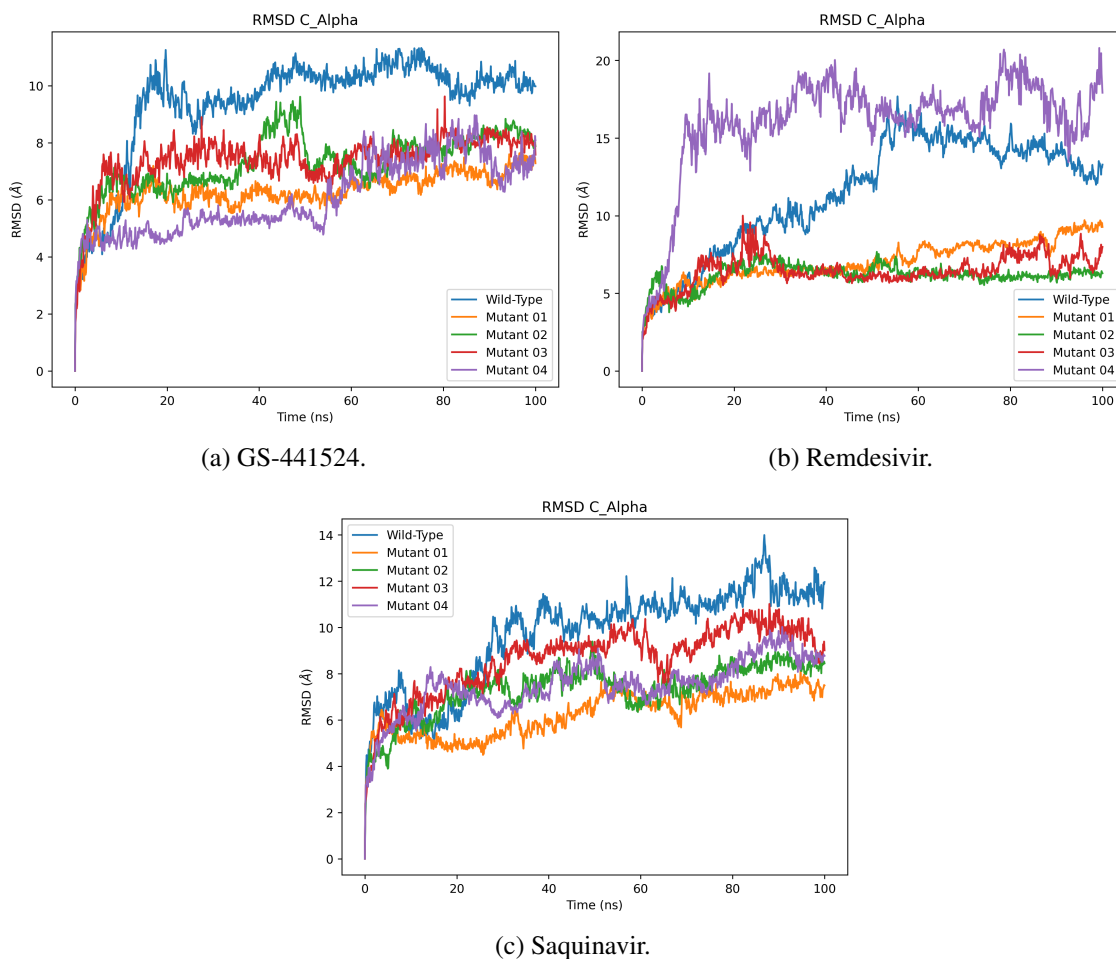 RMSD C_Alpha
RMSD (Å)
10
8
6
4
2
0
Wild-Type
Mutant 01
Mutant 02
Mutant 03
Mutant 04
0 20 40 60 80 100
Time (ns)
(a) GS-441524.
RMSD C_Alpha
RMSD (Å)
20
15
10
5
0
Wild-Type
Mutant 01
Mutant 02
Mutant 03
Mutant 04
0 20 40 60 80 100
Time (ns)
(b) Remdesivir.
RMSD C_Alpha
RMSD (Å)
14
12
10
8
6
4
2
0
Wild-Type
Mutant 01
Mutant 02
Mutant 03
Mutant 04
0 20 40 60 80 100
Time (ns)
(c) Saquinavir.